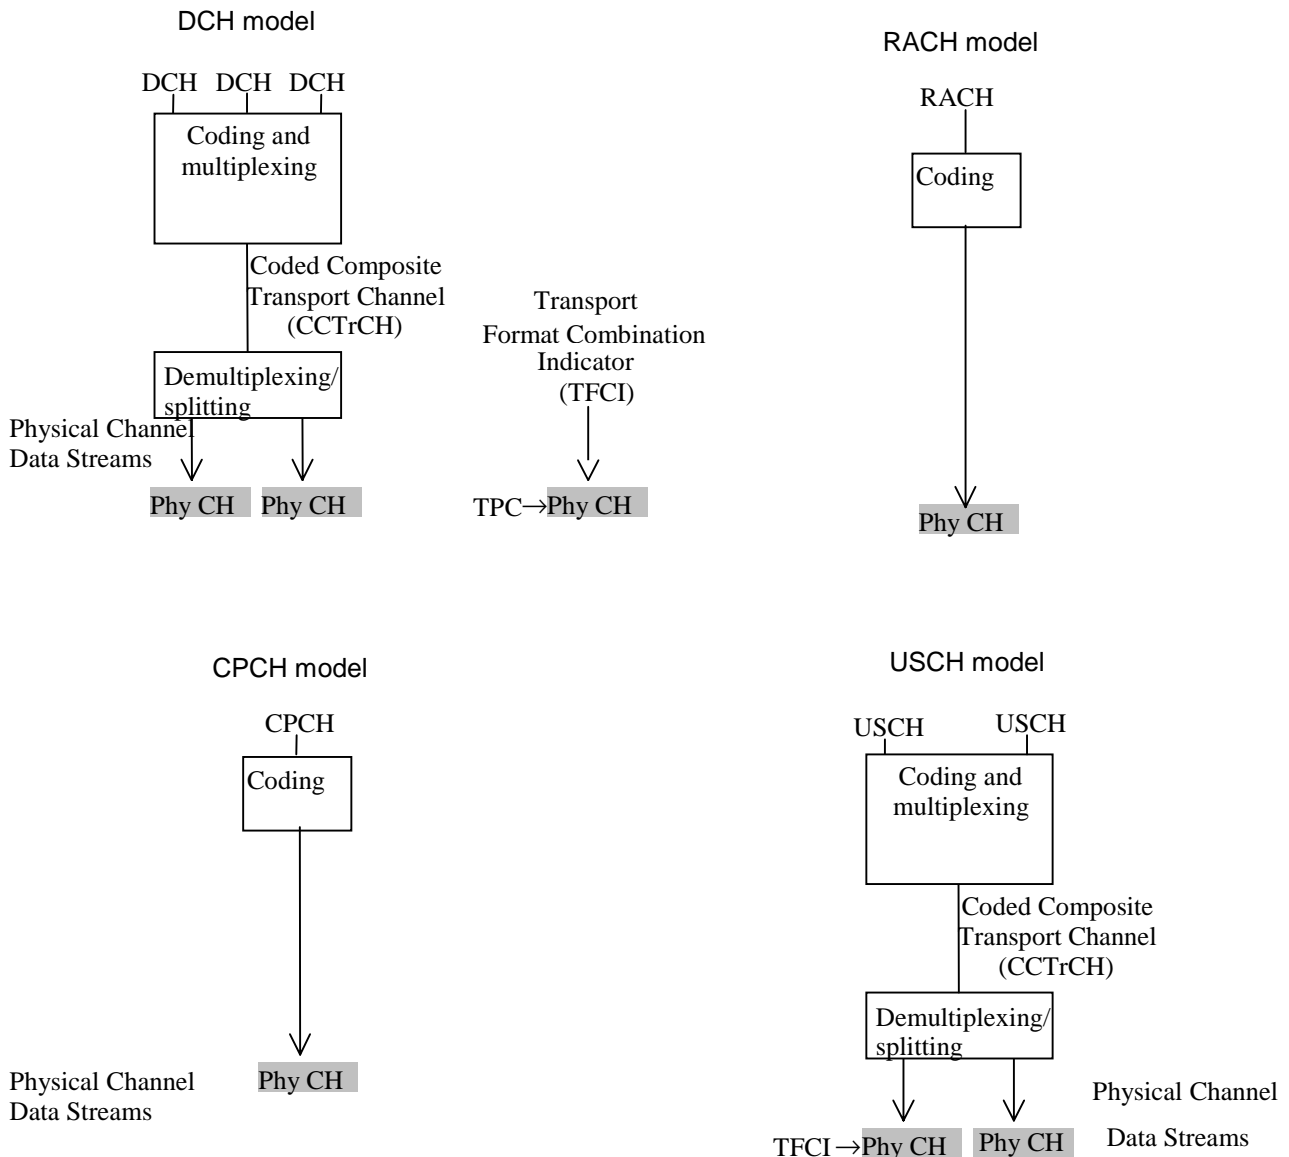 DCH model
DCH DCH DCH
Coding and
multiplexing
Coded Composite
Transport Channel
(CCTrCH)
Demultiplexing/
splitting
Physical Channel
Data Streams
Phy CH Phy CH
Transport
Format Combination
Indicator
(TFCI)
TPC→Phy CH
RACH model
RACH
Coding
Phy CH
CPCH model
CPCH
Coding
Physical Channel
Data Streams
Phy CH
USCH model
USCH USCH
Coding and
multiplexing
Coded Composite
Transport Channel
(CCTrCH)
Demultiplexing/
splitting
Physical Channel
Data Streams
TFCI→Phy CH Phy CH